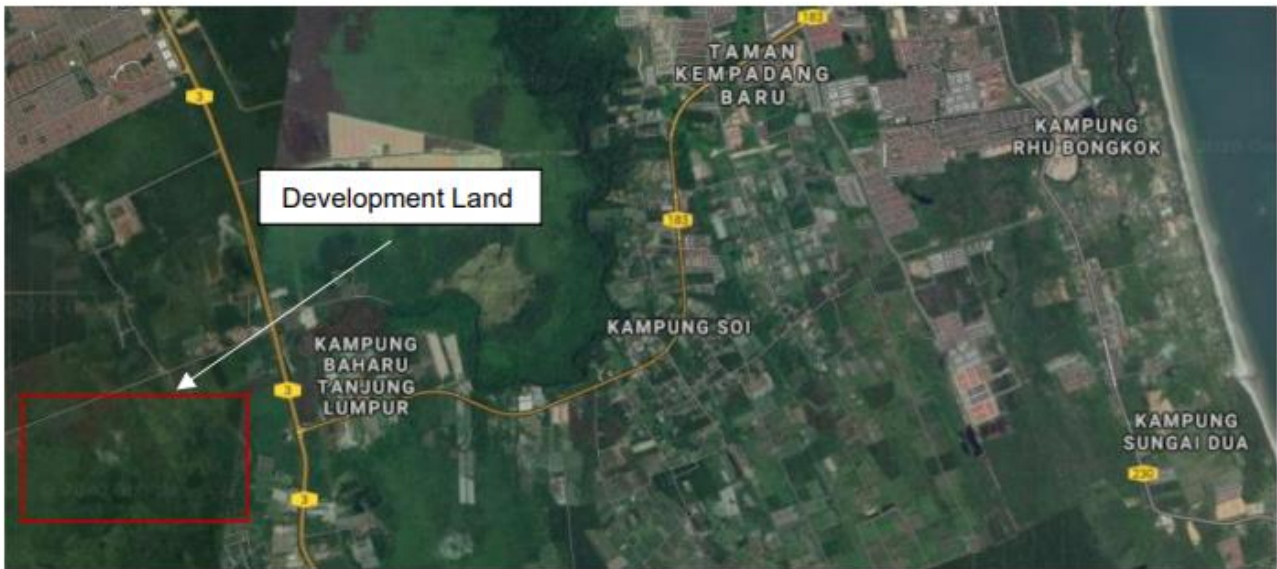 183
TAMAN
KEMPADANG
BARU
3
KAMPUNG
RHU BONGKOK
Development Land
183
KAMPUNG SOI
KAMPUNG
BAHARU
TANJUNG
LUMPUR
3
KAMPUNG
SUNGAI DUA
230
3